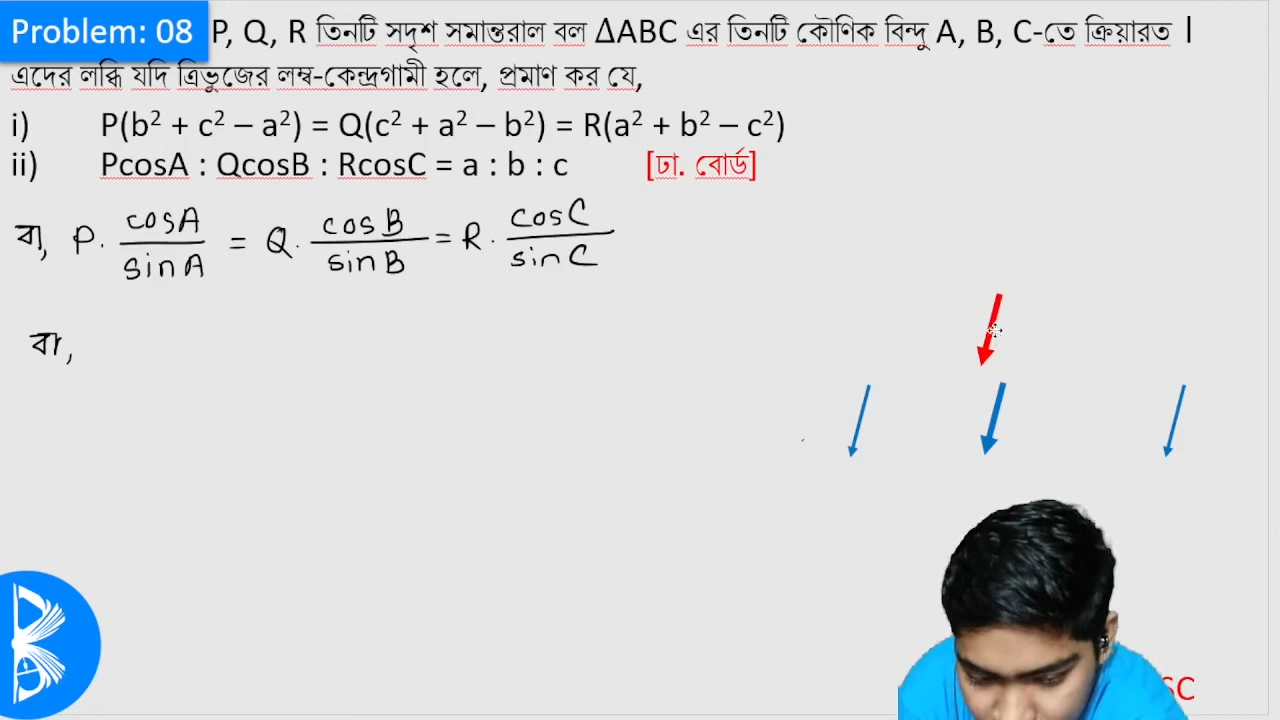 Problem: 08 P, Q, R তিনটি সদৃশ সমান্তরাল বল ΔABC এর তিনটি কৌণিক বিন্দু A, B, C-তে ক্রিয়ারত ।
এদের লব্ধি যদি ত্রিভুজের লম্ব-কেন্দ্রগামী হলে, প্রমাণ কর যে,
i) P(b² + c² – a²) = Q(c² + a² – b²) = R(a² + b² – c²)
ii) PcosA : QcosB : RcosC = a : b : c [ঢা. বোর্ড]
বা, P. cosA/sinA = Q. cosB/sinB = R. cosC/sinC
বা,
SC